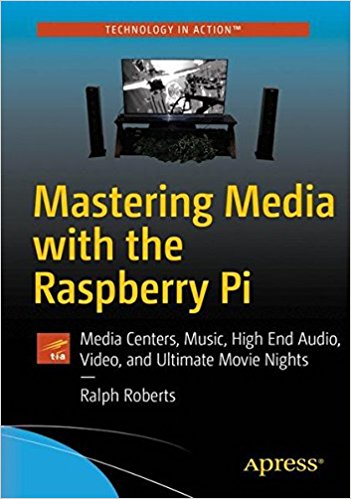 TECHNOLOGY IN ACTION™
Mastering Media
with the
Raspberry Pi
tia
Media Centers, Music, High End Audio,
Video, and Ultimate Movie Nights
—
Ralph Roberts
Apress®